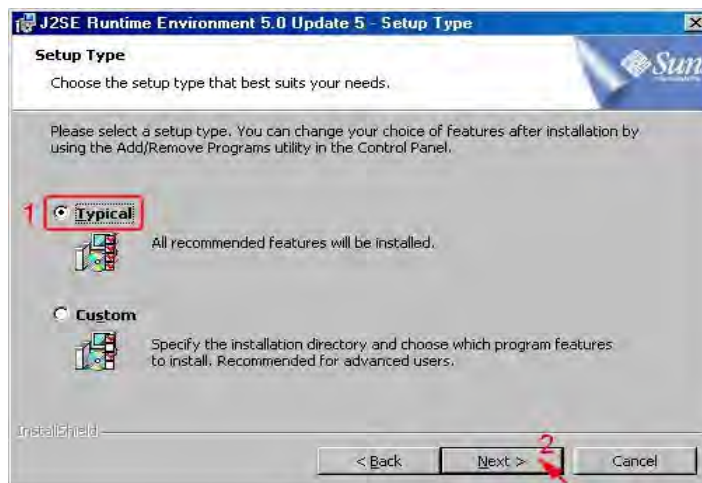 J2SE Runtime Environment 5.0 Update 5 - Setup Type
Setup Type
Choose the setup type that best suits your needs.
Sun
Please select a setup type. You can change your choice of features after installation by
using the Add/Remove Programs utility in the Control Panel.
1
Typical
All recommended features will be installed.
Custom
Specify the installation directory and choose which program features
to install. Recommended for advanced users.
InstallShield
2
< Back
Next >
Cancel